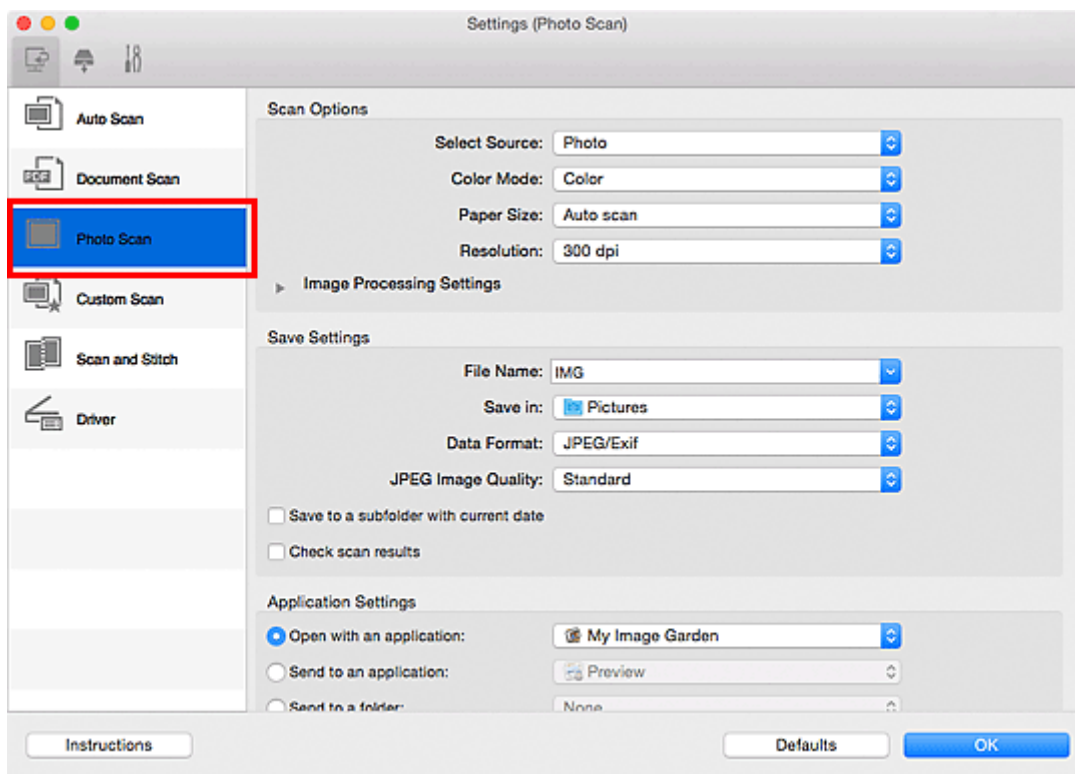 Settings (Photo Scan)
Auto Scan
Document Scan
Photo Scan
Custom Scan
Scan and Stitch
Driver
Scan Options
Select Source: Photo
Color Mode: Color
Paper Size: Auto scan
Resolution: 300 dpi
Image Processing Settings
Save Settings
File Name: IMG
Save in: Pictures
Data Format: JPEG/Exif
JPEG Image Quality: Standard
Save to a subfolder with current date
Check scan results
Application Settings
Open with an application: My Image Garden
Send to an application: Preview
Send to a folder: None
Instructions
Defaults
OK